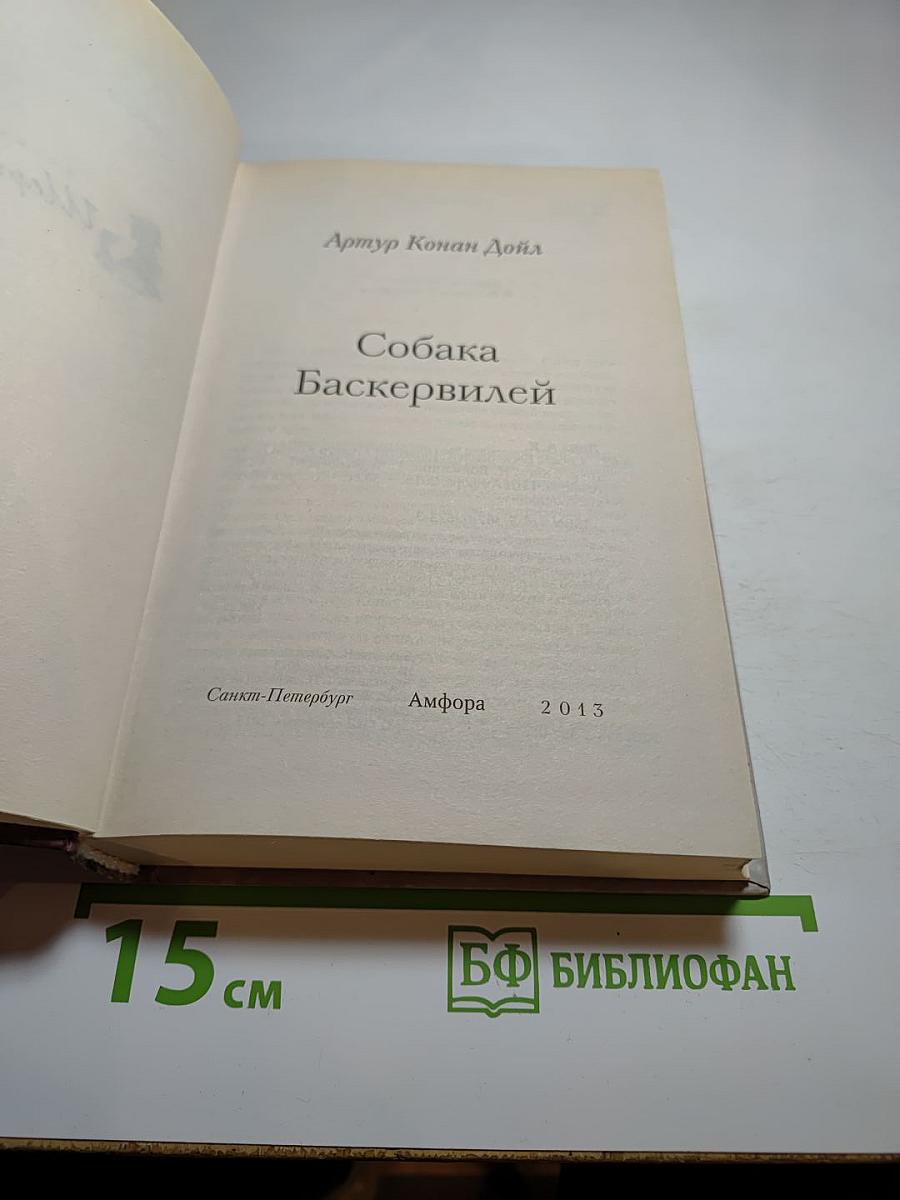 Артур Конан Дойл
Собака
Баскервилей
Санкт-Петербург Амфора 2013
15 см
БФ БИБЛИОФАН